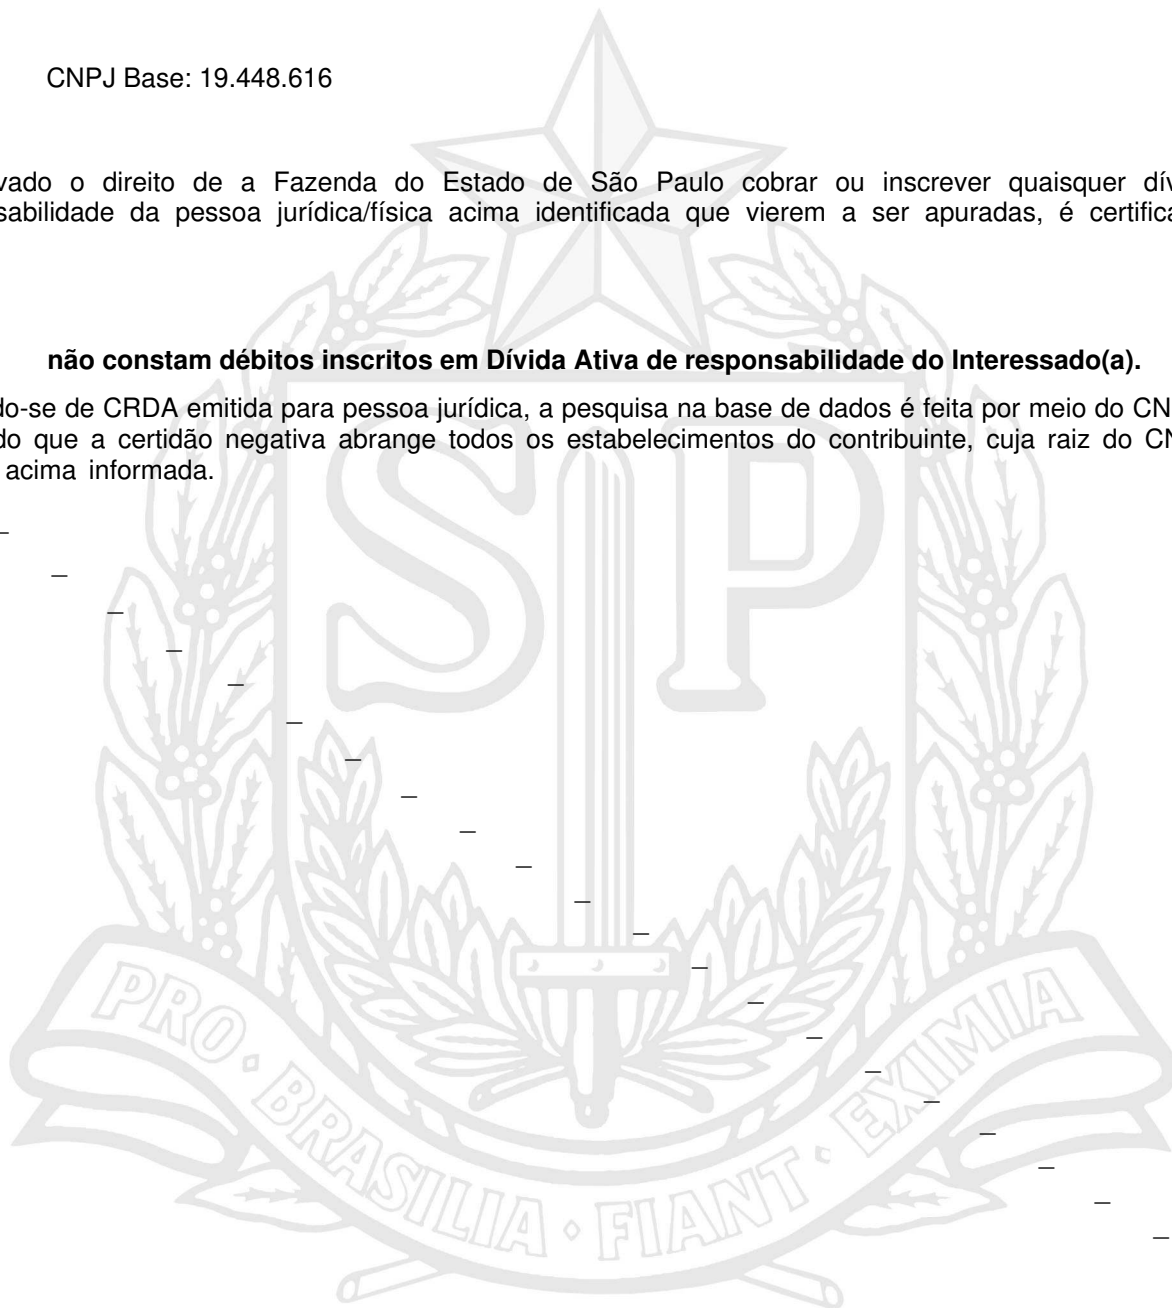 CNPJ Base: 19.448.616
vado o direito de a Fazenda do Estado de São Paulo cobrar ou inscrever quaisquer dív
sabilidade da pessoa jurídica/física acima identificada que vierem a ser apuradas, é certifica
não constam débitos inscritos em Dívida Ativa de responsabilidade do Interessado(a).
do-se de CRDA emitida para pessoa jurídica, a pesquisa na base de dados é feita por meio do CN
do que a certidão negativa abrange todos os estabelecimentos do contribuinte, cuja raiz do CN
acima informada.
SP
PRO • BRASILIA • FIANT • EXIMIA